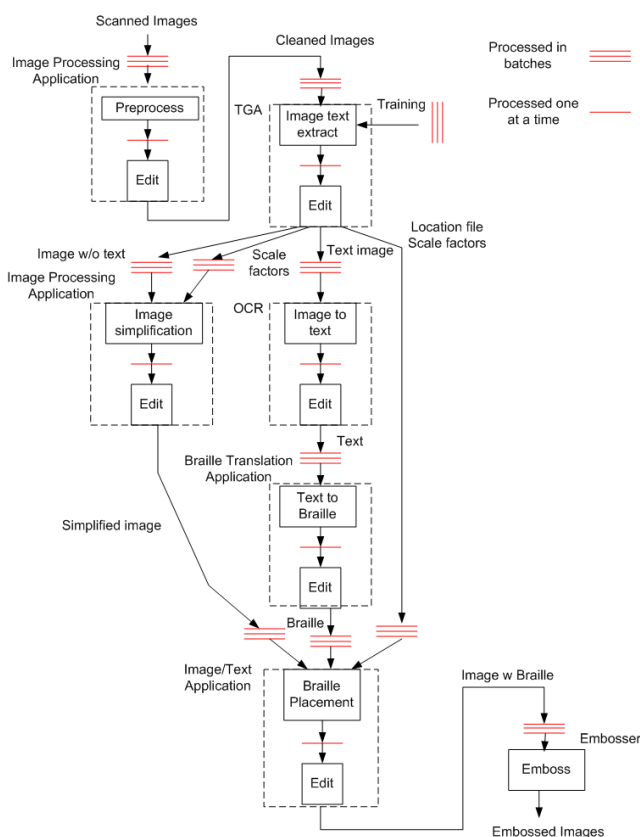 Scanned Images
Image Processing
Application
Preprocess
Edit
Cleaned Images
TGA
Image text
extract
Training
Edit
Processed in
batches
Processed one
at a time
Image w/o text
Scale
factors
Text image
Location file
Scale factors
Image Processing
Application
Image
simplification
Edit
OCR
Image to
text
Edit
Text
Braille Translation
Application
Text to
Braille
Edit
Simplified image
Braille
Image/Text
Application
Braille
Placement
Edit
Image w Braille
Embosser
Emboss
Embossed Images